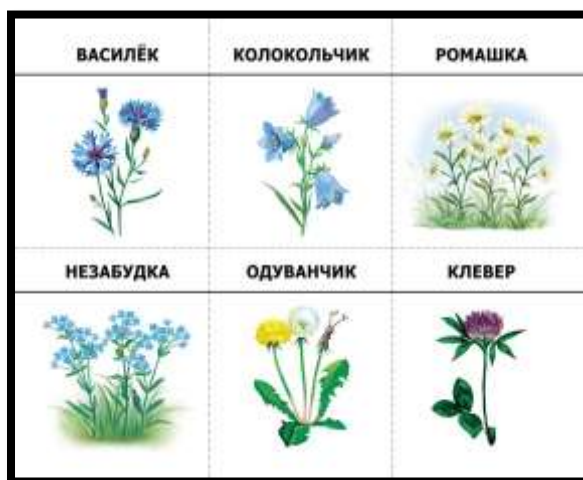 ВАСИЛЁК КОЛОКОЛЬЧИК РОМАШКА
НЕЗАБУДКА ОДУВАНЧИК КЛЕВЕР